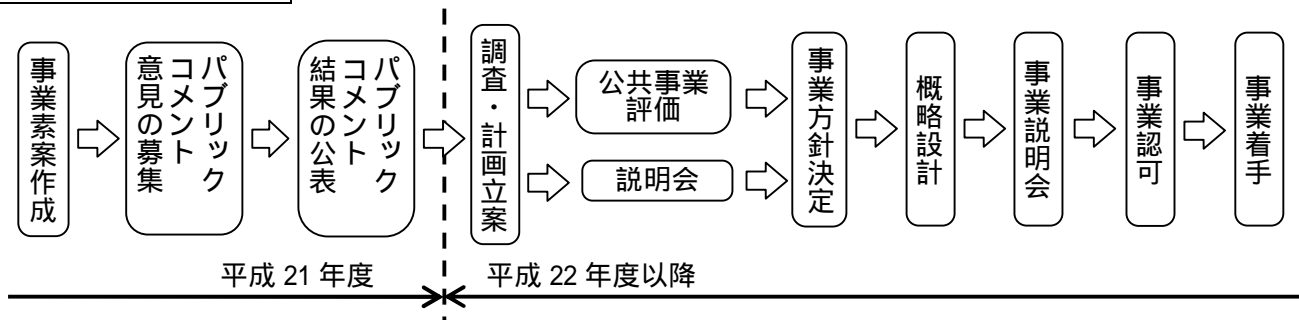 事業素案作成
パブリック
コメント
意見の募集
パブリック
コメント
結果の公表
調査・計画立案
公共事業
評価
説明会
事業方針決定
概略設計
事業説明会
事業認可
事業着手
平成 21 年度
平成 22 年度以降